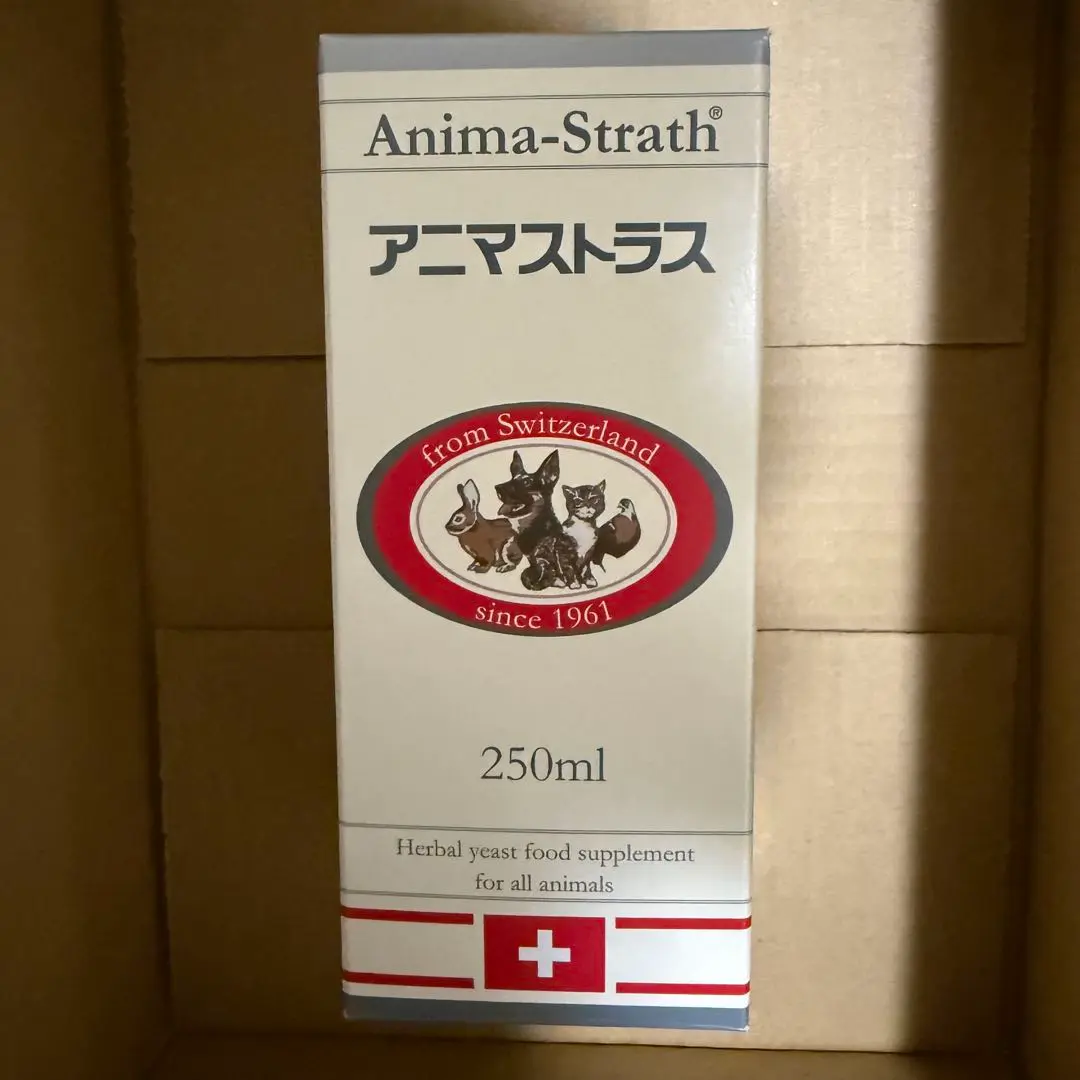 Anima-Strath®
アニマストラス
from Switzerland
since 1961
250ml
Herbal yeast food supplement
for all animals